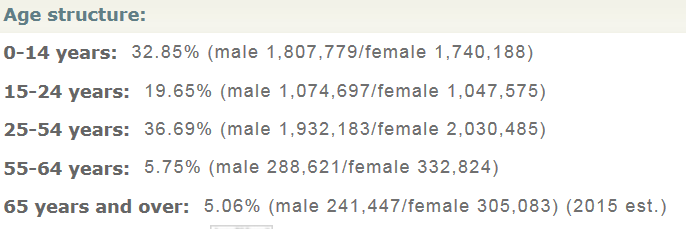 Age structure:
0-14 years: 32.85% (male 1,807,779/female 1,740,188)
15-24 years: 19.65% (male 1,074,697/female 1,047,575)
25-54 years: 36.69% (male 1,932,183/female 2,030,485)
55-64 years: 5.75% (male 288,621/female 332,824)
65 years and over: 5.06% (male 241,447/female 305,083) (2015 est.)